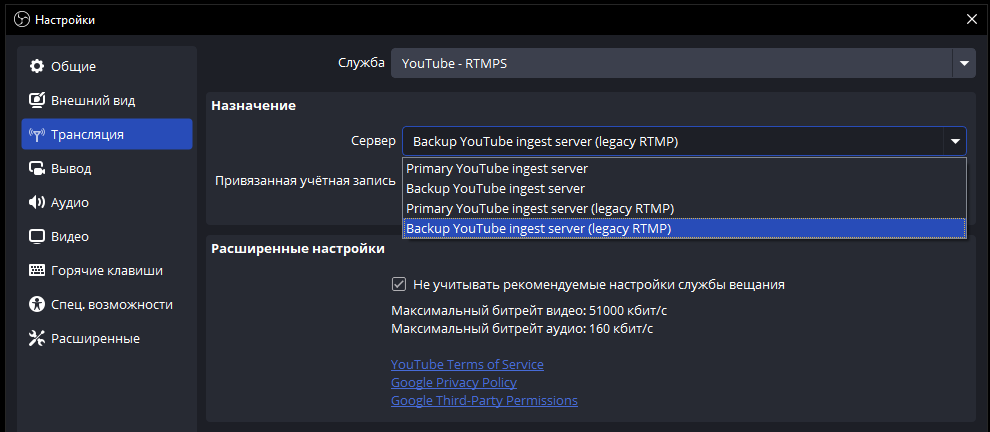 Настройки
Служба YouTube - RTMPS
Общие
Внешний вид
Трансляция
Вывод
Аудио
Видео
Горячие клавиши
Спец. возможности
Расширенные
Назначение
Сервер Backup YouTube ingest server (legacy RTMP)
Primary YouTube ingest server
Backup YouTube ingest server
Primary YouTube ingest server (legacy RTMP)
Backup YouTube ingest server (legacy RTMP)
Привязанная учётная запись
Расширенные настройки
Не учитывать рекомендуемые настройки службы вещания
Максимальный битрейт видео: 51000 кбит/с
Максимальный битрейт аудио: 160 кбит/с
YouTube Terms of Service
Google Privacy Policy
Google Third-Party Permissions